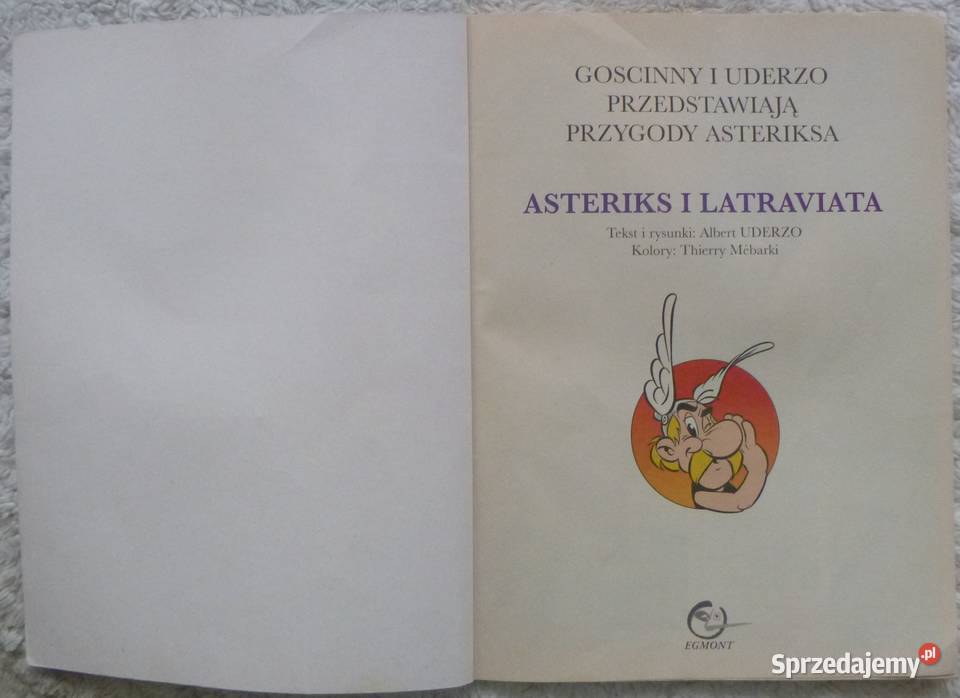 GOSCINNY I UDERZO
PRZEDSTAWIAJĄ
PRZYGODY ASTERIKSA
ASTERIKS I LATRAVIATA
Tekst i rysunki: Albert UDERZO
Kolory: Thierry Mébarki
EGMONT
Sprzedajemy.pl